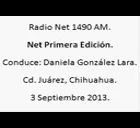 Radio Net 1490 AM.
Net Primera Edición.
Conduce: Daniela González Lara.
Cd. Juárez, Chihuahua.
3 Septiembre 2013.